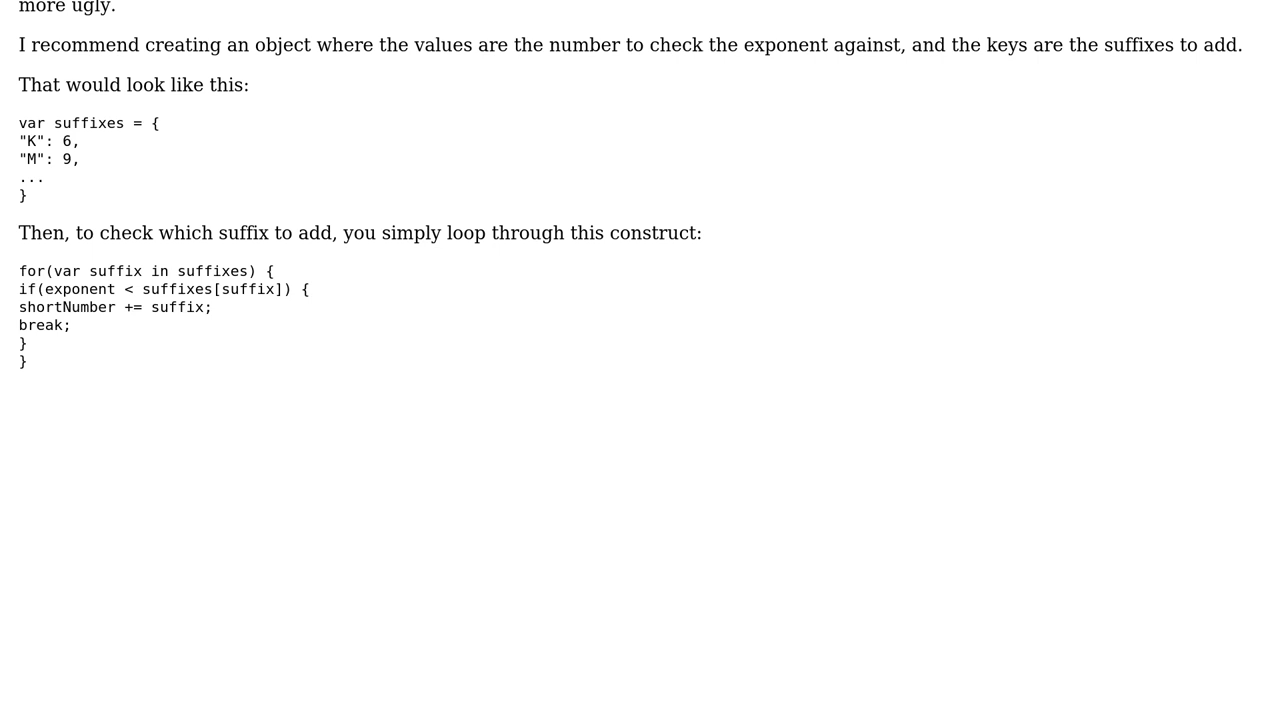 more ugly.
I recommend creating an object where the values are the number to check the exponent against, and the keys are the suffixes to add.
That would look like this:
var suffixes = {
"K": 6,
"M": 9,
...
}
Then, to check which suffix to add, you simply loop through this construct:
for(var suffix in suffixes) {
if(exponent < suffixes[suffix]) {
shortNumber += suffix;
break;
}
}